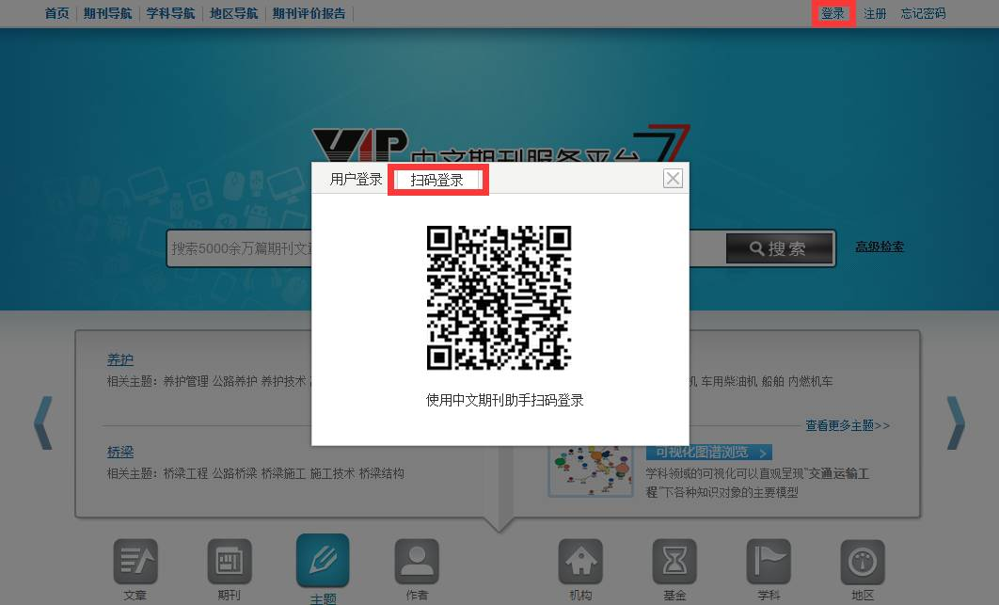 首页 期刊导航 学科导航 地区导航 期刊评价报告
登录 注册 忘记密码
VIP 中文期刊服务平台 7
用户登录 扫码登录
搜索5000余万篇期刊文章
搜索
高级检索
使用中文期刊助手扫码登录
养护
相关主题：养护管理 公路养护 养护技术
机 车用柴油机 船舶 内燃机车
查看更多主题>>
桥梁
相关主题：桥梁工程 公路桥梁 桥梁施工 施工技术 桥梁结构
可视化图谱浏览
学科领域的可视化可以直观呈现"交通运输工
程"下各种知识对象的主要模型
文章 期刊 主题 作者 机构 基金 学科 地区